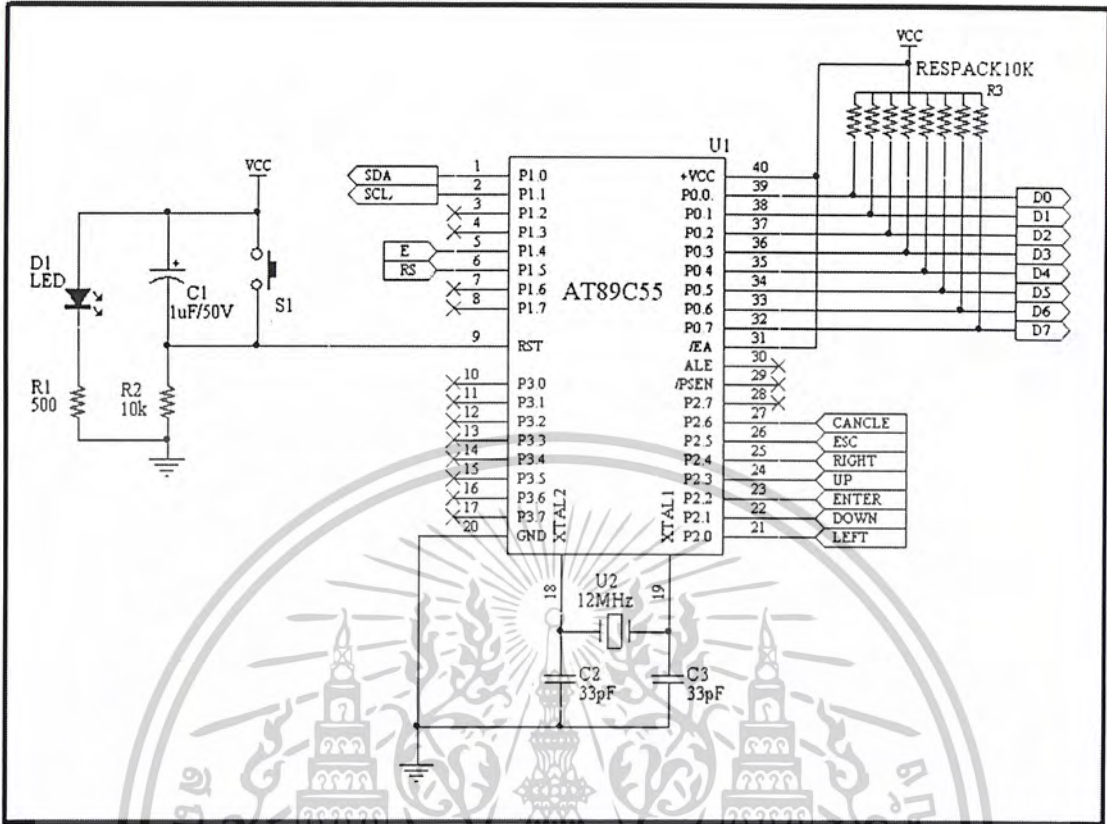 VCC
RESPACK10K
R3
U1
VCC
SDA 1 P1.0 +VCC 40
SCL, 2 P1.1 P0.0. 39 D0
3 P1.2 P0.1 38 D1
4 P1.3 P0.2 37 D2
E 5 P1.4 P0.3 36 D3
RS 6 P1.5 P0.4 35 D4
7 P1.6 P0.5 34 D5
8 P1.7 P0.6 33 D6
P0.7 32 D7
AT89C55
D1
LED
C1
1uF/50V
S1
9 RST /EA 31
ALE 30
/PSEN 29
P2.7 28
R1
500
R2
10k
10 P3.0 P2.6 27 CANCLE
11 P3.1 P2.5 26 ESC
12 P3.2 P2.4 25 RIGHT
13 P3.3 P2.3 24 UP
14 P3.4 P2.2 23 ENTER
15 P3.5 P2.1 22 DOWN
16 P3.6 P2.0 21 LEFT
17 P3.7
20 GND
XTAL2
XTAL1
18
19
U2
12MHz
C2
33pF
C3
33pF